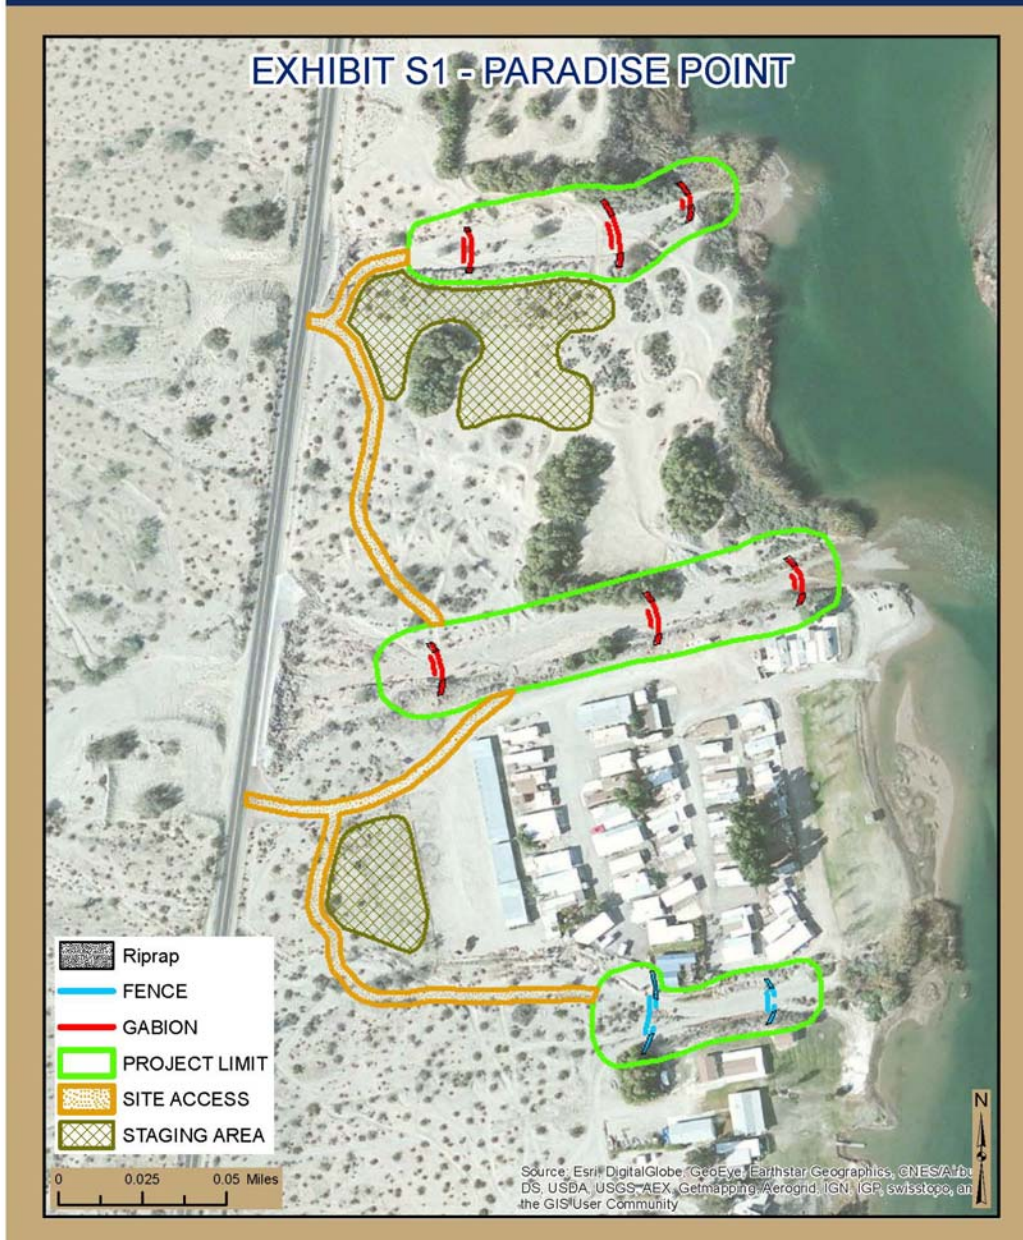 EXHIBIT S1 - PARADISE POINT
Riprap
FENCE
GABION
PROJECT LIMIT
SITE ACCESS
STAGING AREA
0 0.025 0.05 Miles
N
Source: Esri, DigitalGlobe, GeoEye, Earthstar Geographics, CNES/Airbu
DS, USDA, USGS, AEX, Getmapping, Aerogrid, IGN, IGP, swisstopo, an
the GIS User Community